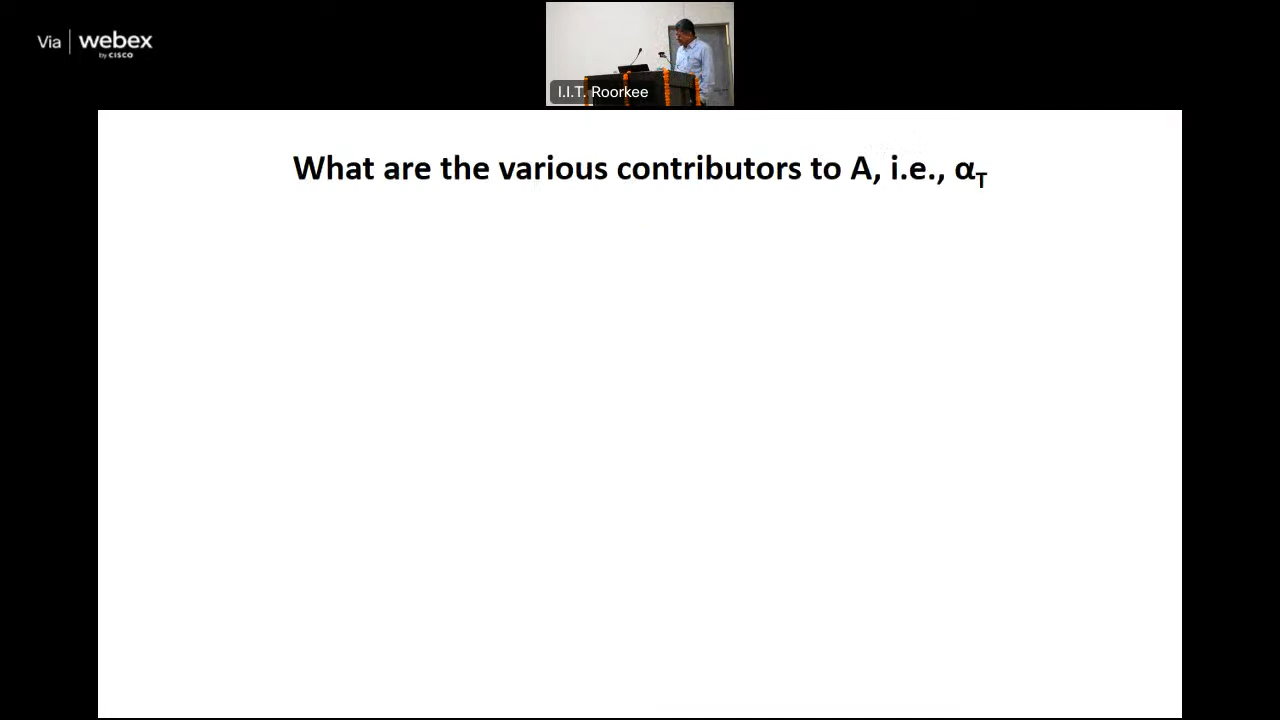 Via webex
by CISCO
I.I.T. Roorkee
What are the various contributors to A, i.e., αT